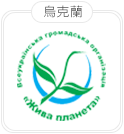 烏克蘭
Всеукраїнська громадська організація
«Жива планета»